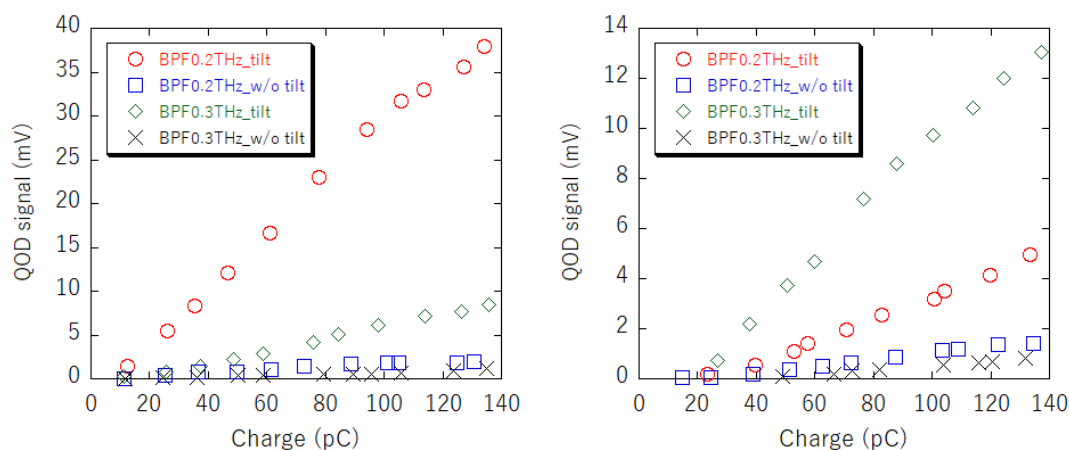 40
35
30
25
20
15
10
5
0
QOD signal (mV)
BPF0.2THz_tilt
BPF0.2THz_w/o tilt
BPF0.3THz_tilt
BPF0.3THz_w/o tilt
0 20 40 60 80 100 120 140
Charge (pC)
14
12
10
8
6
4
2
0
QOD signal (mV)
BPF0.2THz_tilt
BPF0.2THz_w/o tilt
BPF0.3THz_tilt
BPF0.3THz_w/o tilt
0 20 40 60 80 100 120 140
Charge (pC)